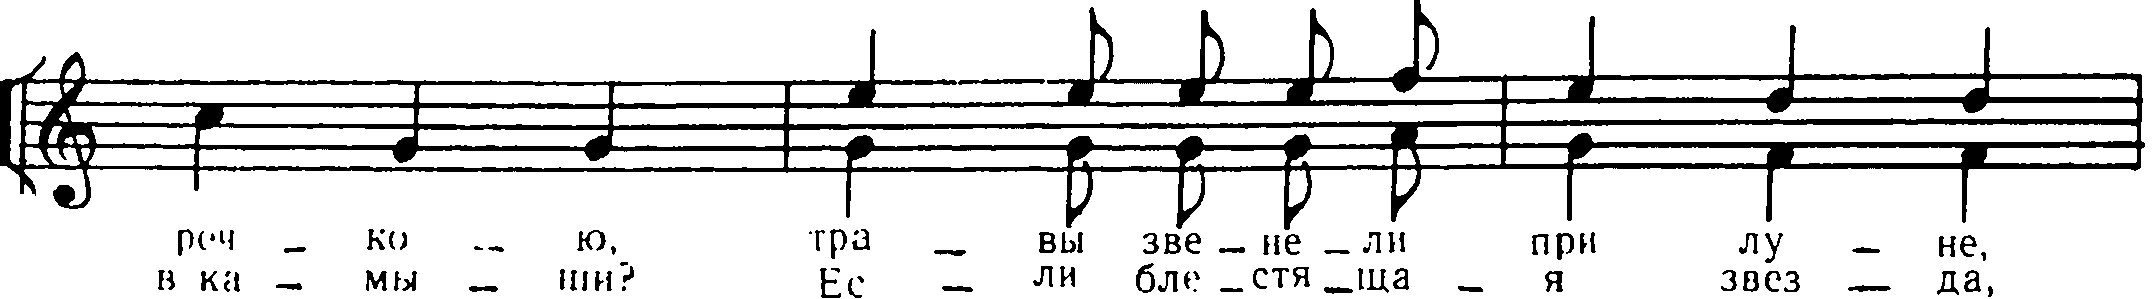 реч - ко - ю, тра - вы зве - не - ли при лу - не,
в ка - мы - ши? Ес - ли бле - стя - ща - я звез - да,